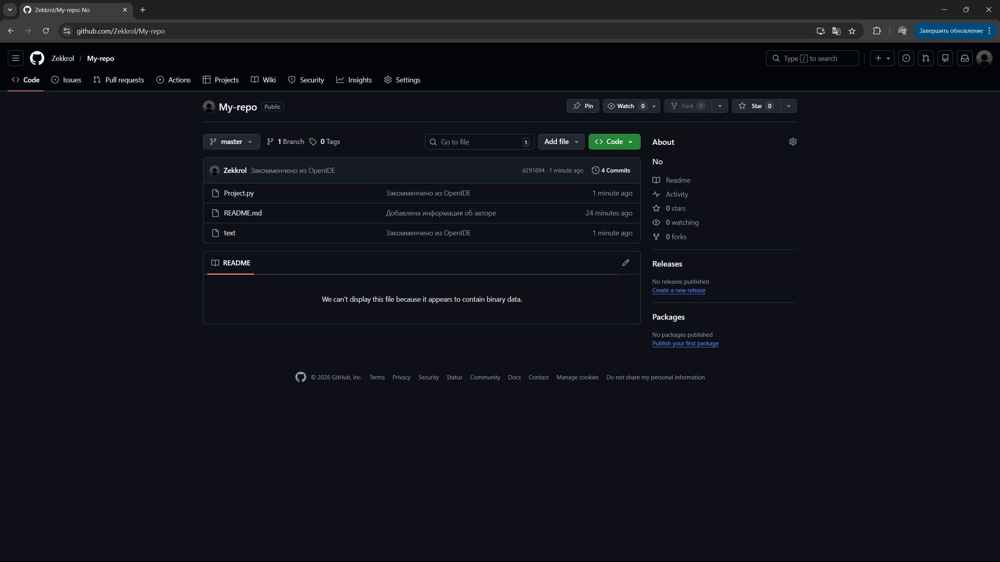 Zekkrol/My-repo: No
github.com/Zekkrol/My-repo
Завершить обновление
Zekkrol / My-repo
Type / to search
Code Issues Pull requests Actions Projects Wiki Security Insights Settings
My-repo Public
Pin Watch 0 Fork 0 Star 0
master 1 Branch 0 Tags Go to file t Add file Code
Zekkrol Закомменчено из OpenIDE d291894 · 1 minute ago 4 Commits
Project.py Закомменчено из OpenIDE 1 minute ago
README.md Добавлена информация об авторе 24 minutes ago
text Закомменчено из OpenIDE 1 minute ago
README
We can't display this file because it appears to contain binary data.
About
No
Readme
Activity
0 stars
0 watching
0 forks
Releases
No releases published
Create a new release
Packages
No packages published
Publish your first package
© 2026 GitHub, Inc. Terms Privacy Security Status Community Docs Contact Manage cookies Do not share my personal information